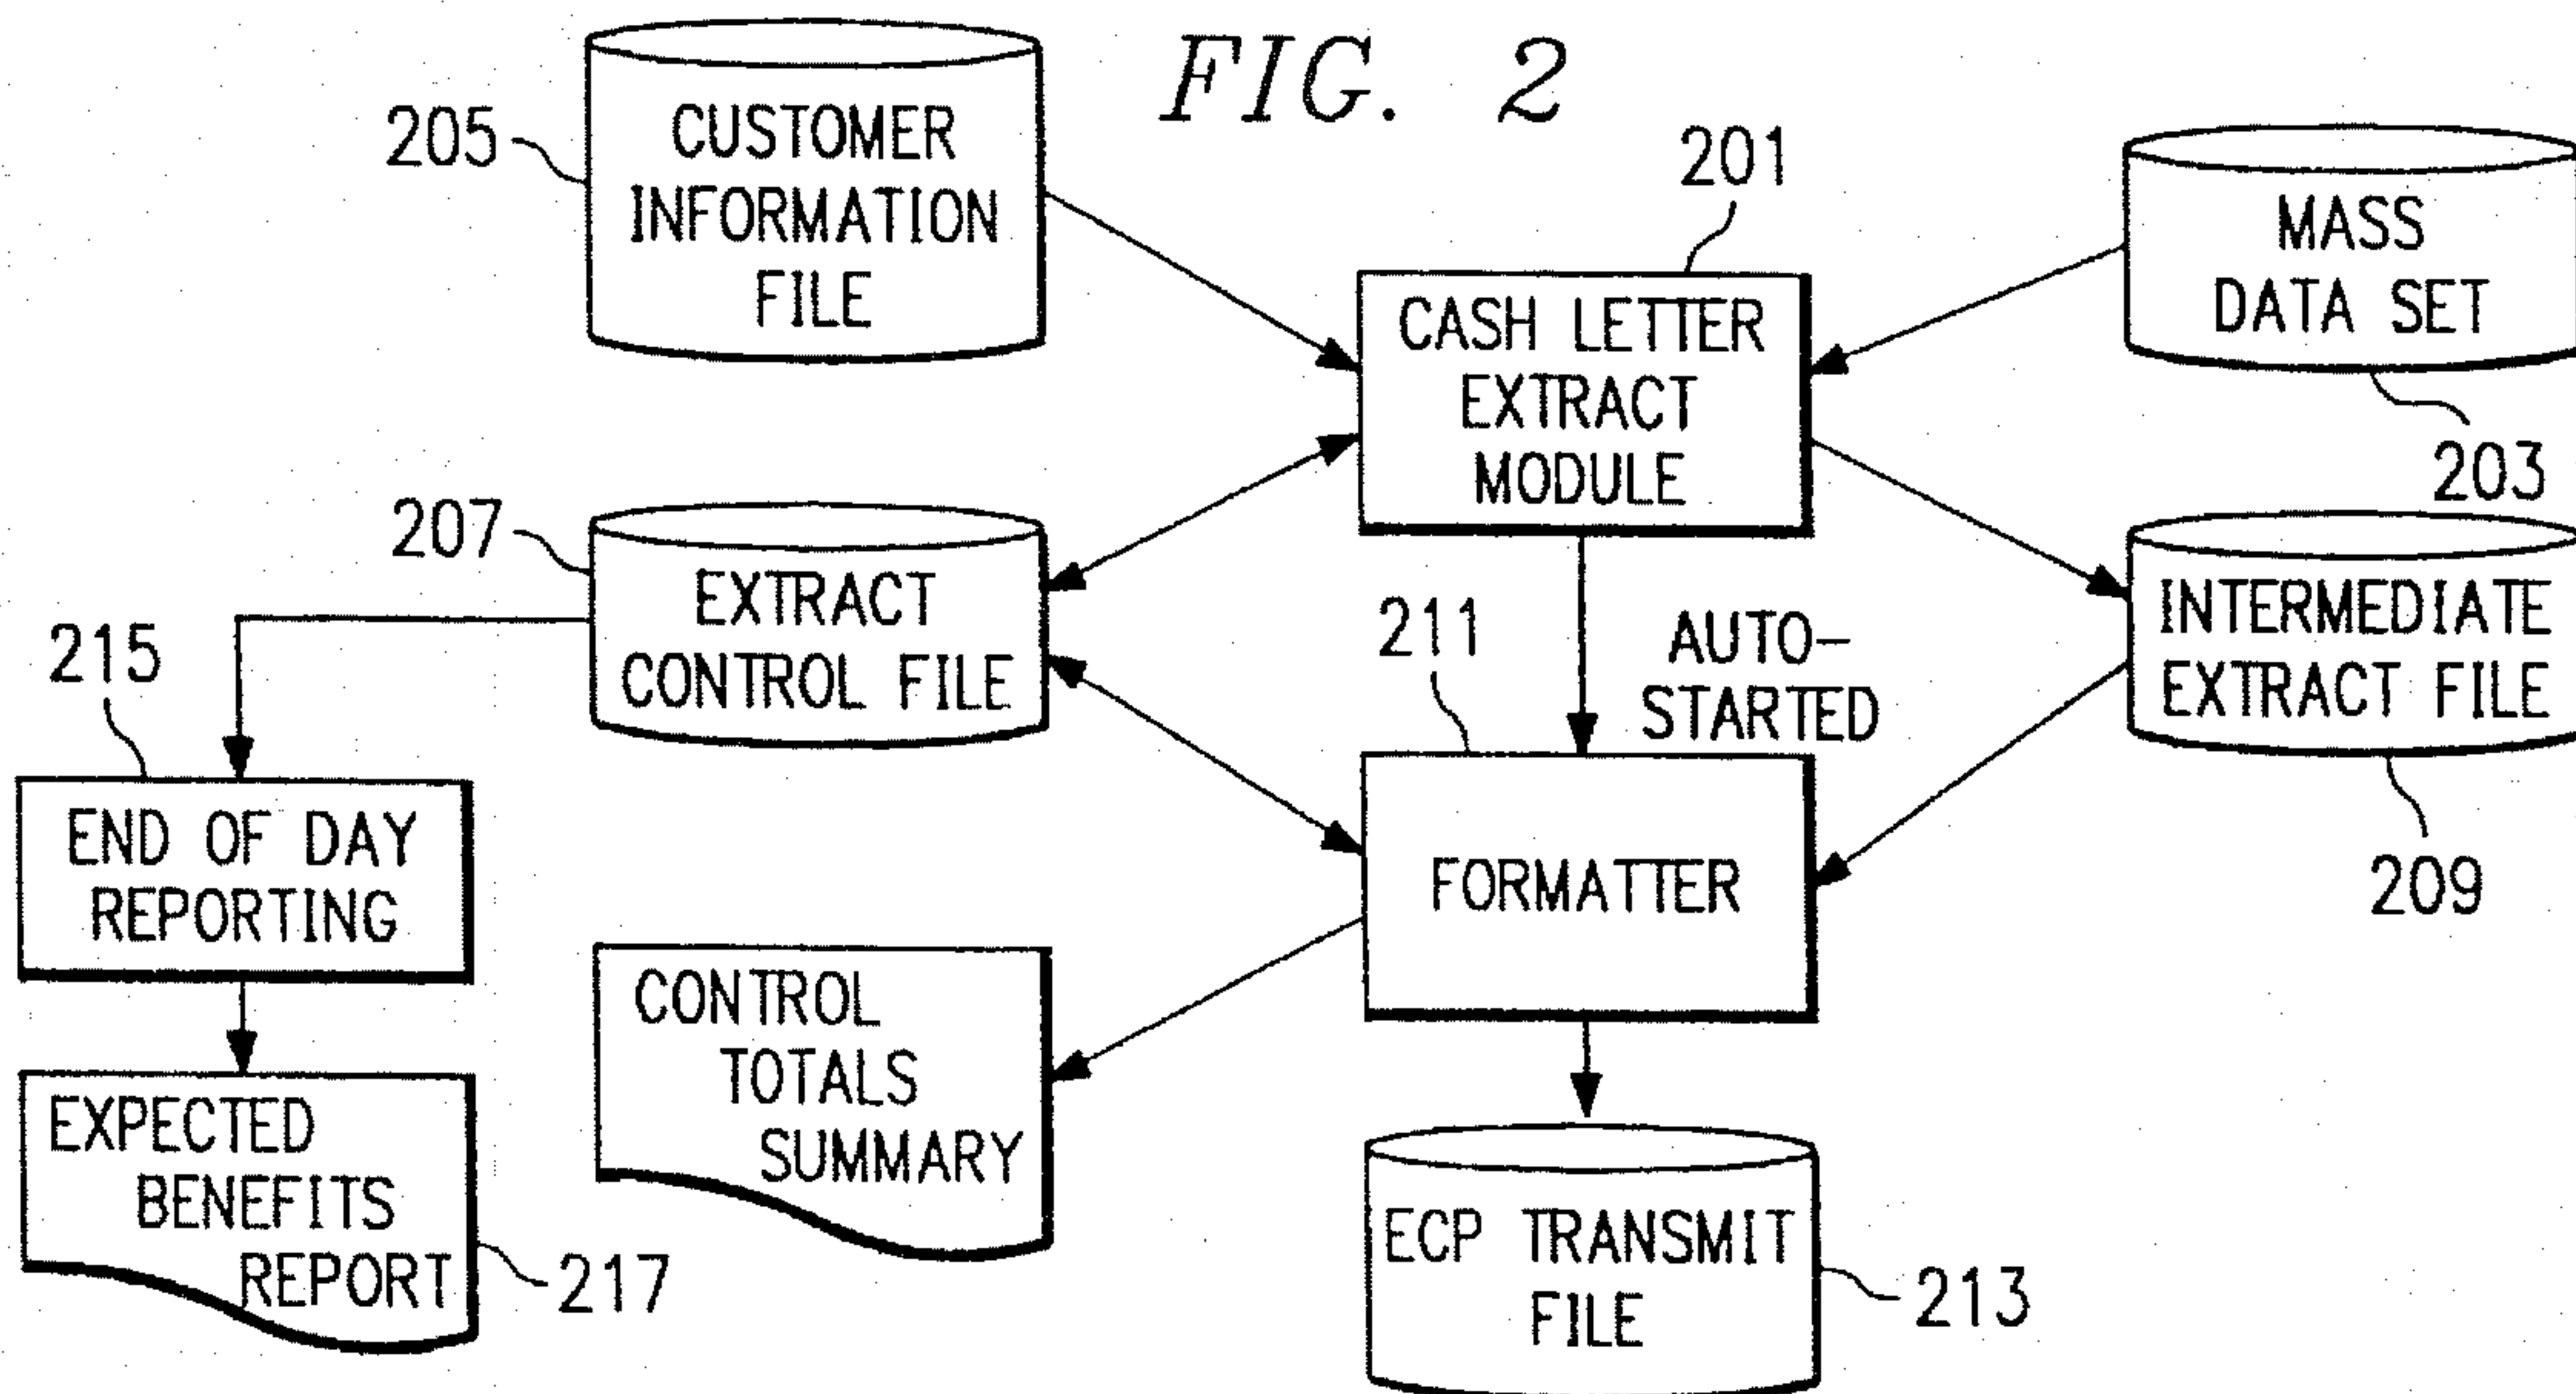 FIG. 2
205
CUSTOMER
INFORMATION
FILE
201
CASH LETTER
EXTRACT
MODULE
MASS
DATA SET
203
207
EXTRACT
CONTROL FILE
211
AUTO-
STARTED
INTERMEDIATE
EXTRACT FILE
209
215
END OF DAY
REPORTING
FORMATTER
CONTROL
TOTALS
SUMMARY
EXPECTED
BENEFITS
REPORT
217
ECP TRANSMIT
FILE
213